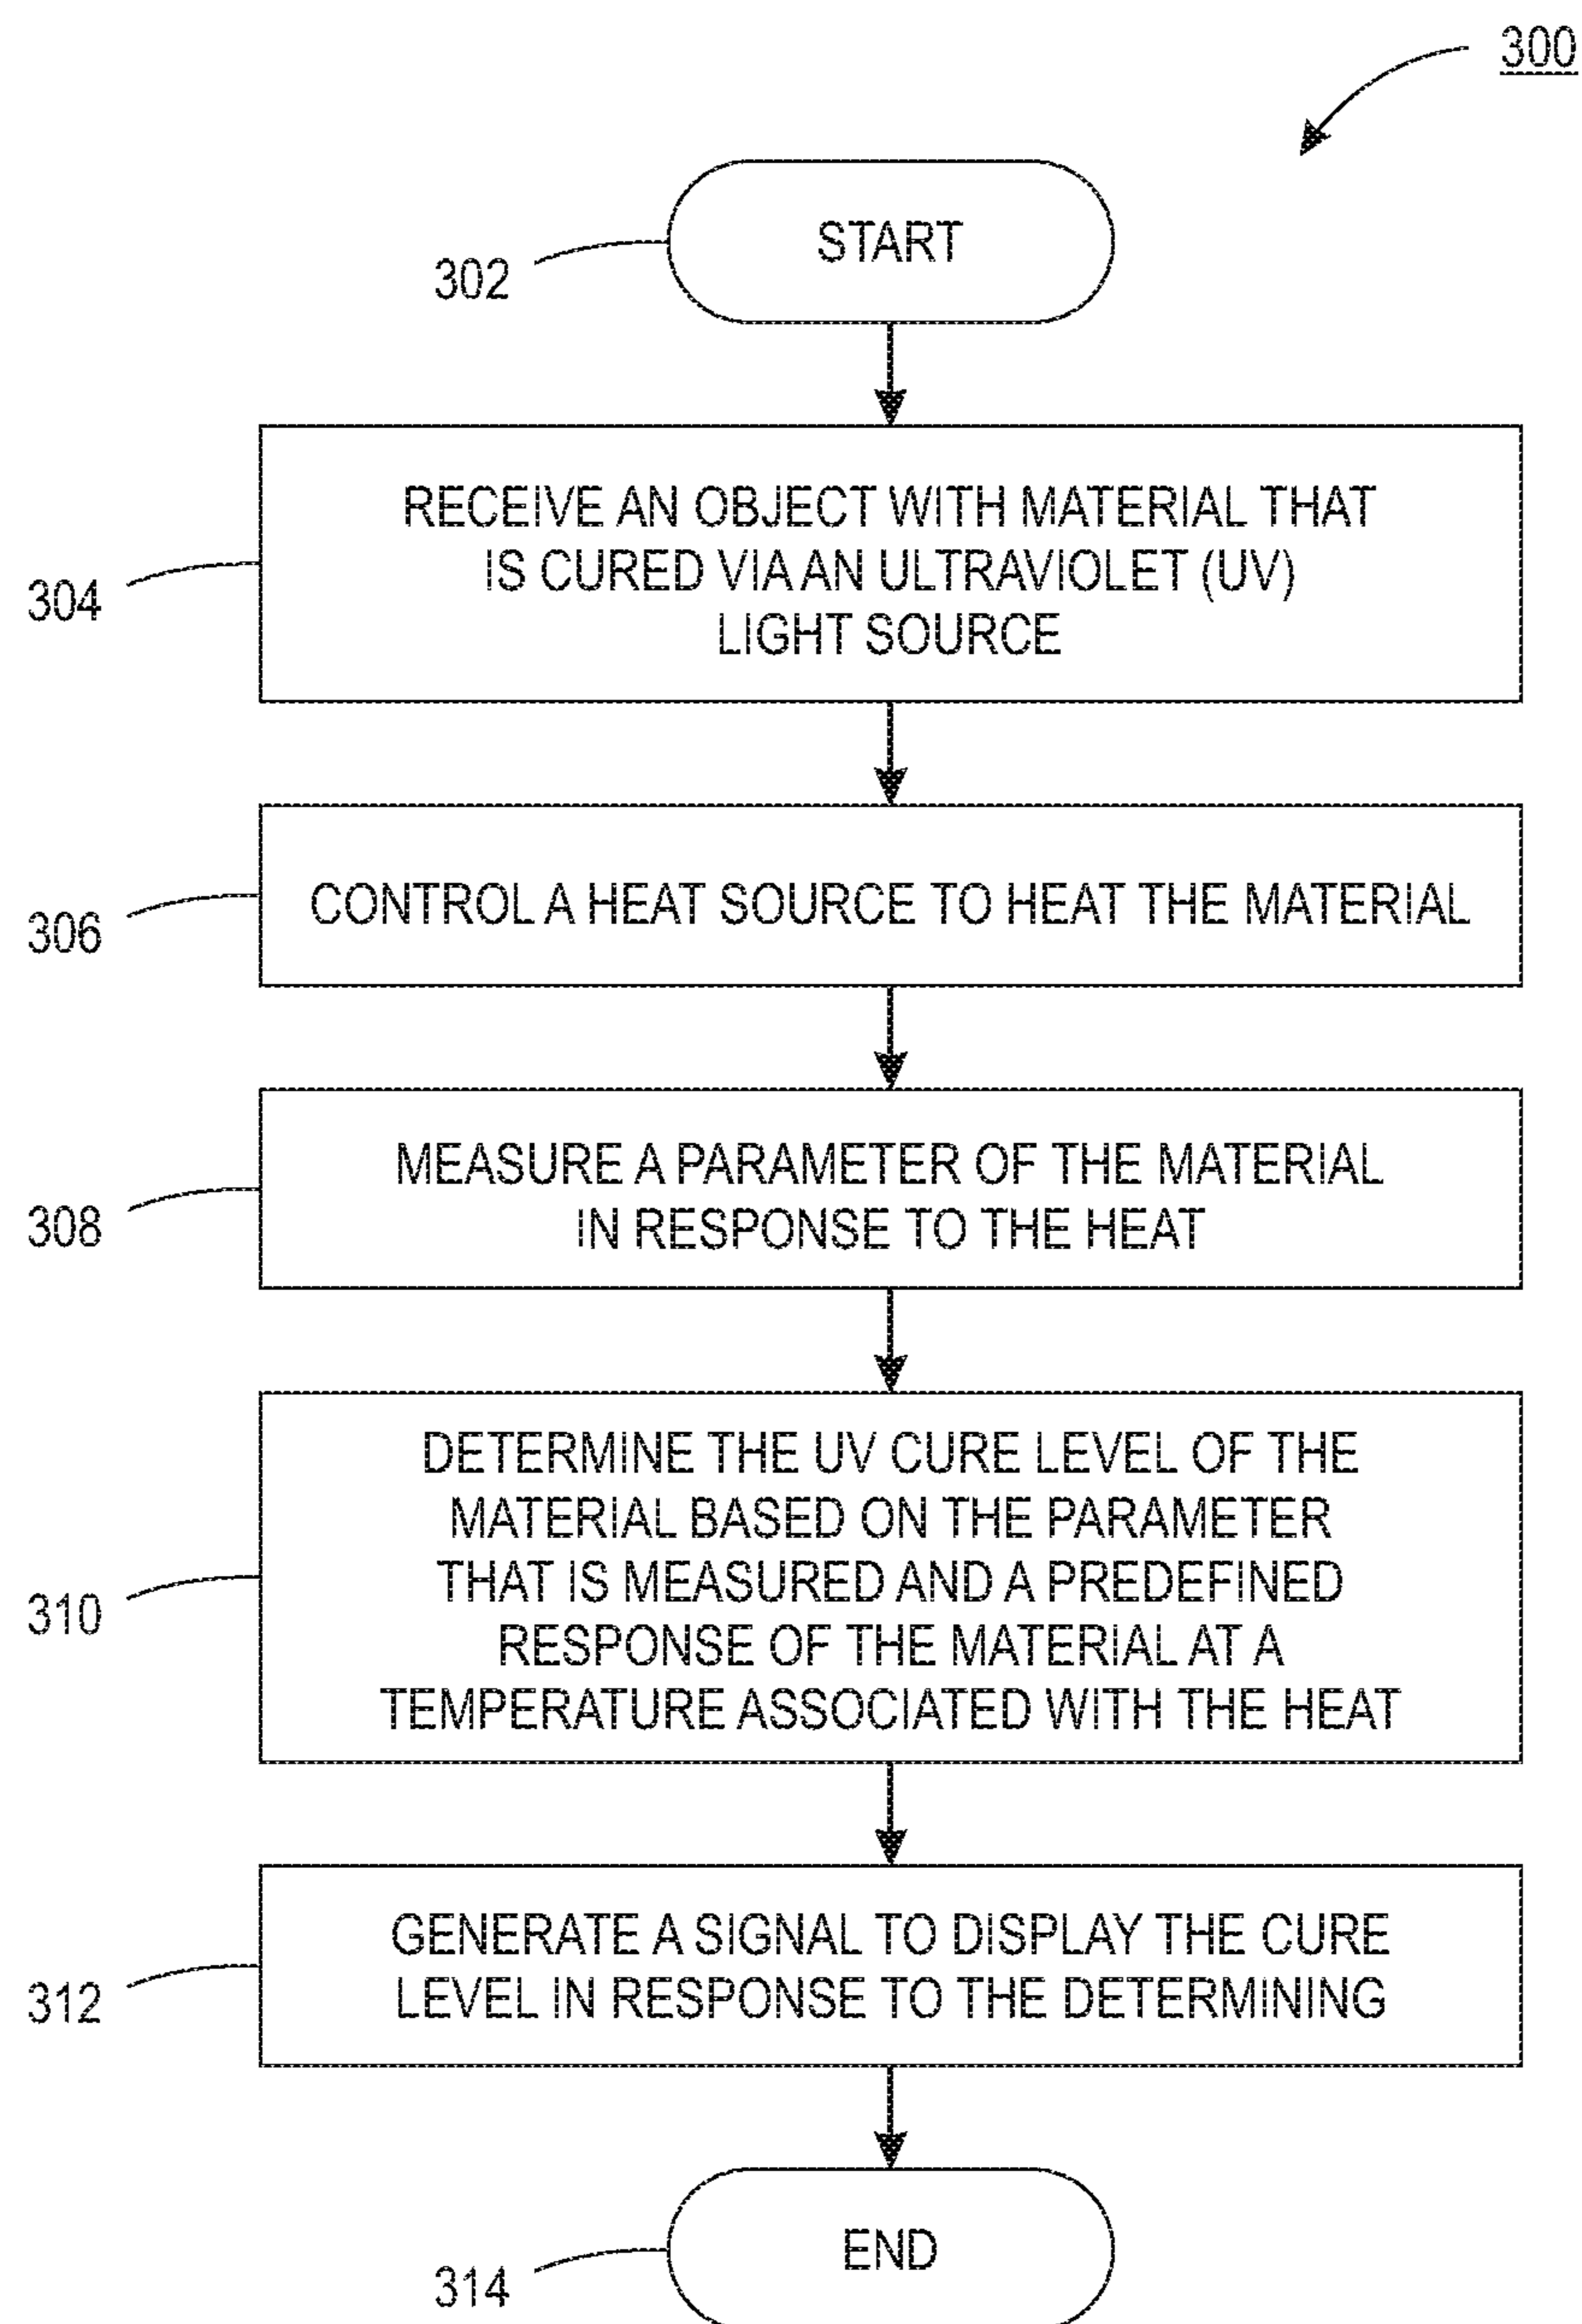 300
START
302
RECEIVE AN OBJECT WITH MATERIAL THAT
IS CURED VIA AN ULTRAVIOLET (UV)
LIGHT SOURCE
304
CONTROL A HEAT SOURCE TO HEAT THE MATERIAL
306
MEASURE A PARAMETER OF THE MATERIAL
IN RESPONSE TO THE HEAT
308
DETERMINE THE UV CURE LEVEL OF THE
MATERIAL BASED ON THE PARAMETER
THAT IS MEASURED AND A PREDEFINED
RESPONSE OF THE MATERIAL AT A
TEMPERATURE ASSOCIATED WITH THE HEAT
310
GENERATE A SIGNAL TO DISPLAY THE CURE
LEVEL IN RESPONSE TO THE DETERMINING
312
END
314